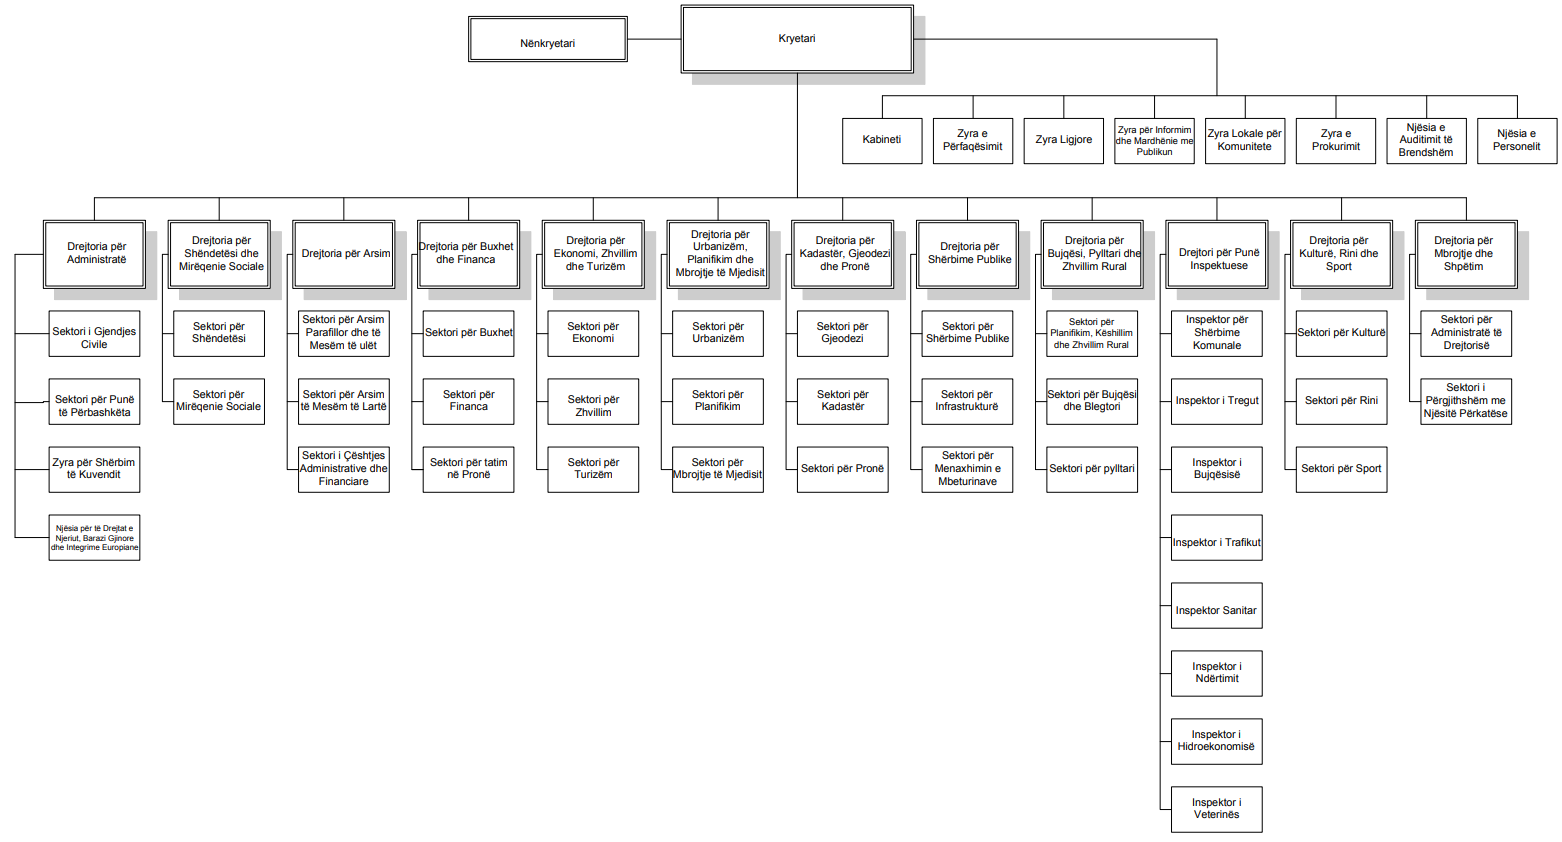 Nënkryetari
Kryetari
Kabineti
Zyra e
Përfaqësimit
Zyra Ligjore
Zyra për Informim
dhe Mardhënie me
Publikun
Zyra Lokale për
Komunitete
Zyra e
Prokurimit
Njësia e
Auditimit të
Brendshëm
Njësia e
Personelit
Drejtoria për
Administratë
Drejtoria për
Shëndetësi dhe
Mirëqenie Sociale
Drejtoria për Arsim
Drejtoria për Buxhet
dhe Financa
Drejtoria për
Ekonomi, Zhvillim
dhe Turizëm
Drejtoria për
Urbanizëm,
Planifikim dhe
Mbrojtje të Mjedisit
Drejtoria për
Kadastër, Gjeodezi
dhe Pronë
Drejtoria për
Shërbime Publike
Drejtoria për
Bujqësi, Pylltari dhe
Zhvillim Rural
Drejtori për Punë
Inspektuese
Drejtoria për
Kulturë, Rini dhe
Sport
Drejtoria për
Mbrojtje dhe
Shpëtim
Sektori i Gjendjes
Civile
Sektori për
Shëndetësi
Sektori për Arsim
Parafillor dhe të
Mesëm të ulët
Sektori për Buxhet
Sektori për
Ekonomi
Sektori për
Urbanizëm
Sektori për
Gjeodezi
Sektori për
Shërbime Publike
Sektori për
Planifikim, Këshillim
dhe Zhvillim Rural
Inspektor për
Shërbime
Komunale
Sektori për Kulturë
Sektori për
Administratë të
Drejtorisë
Sektori për Punë
të Përbashkëta
Sektori për
Mirëqenie Sociale
Sektori për Arsim
të Mesëm të Lartë
Sektori për
Financa
Sektori për
Zhvillim
Sektori për
Planifikim
Sektori për
Kadastër
Sektori për
Infrastrukturë
Sektori për Bujqësi
dhe Blegtori
Inspektor i Tregut
Sektori për Rini
Sektori i
Përgjithshëm me
Njësitë Përkatëse
Zyra për Shërbim
të Kuvendit
Sektori i Çështjes
Administrative dhe
Financiare
Sektori për tatim
në Pronë
Sektori për
Turizëm
Sektori për
Mbrojtje të Mjedisit
Sektori për Pronë
Sektori për
Menaxhimin e
Mbeturinave
Sektori për pylltari
Inspektor i
Bujqësisë
Sektori për Sport
Njësia për të Drejtat e
Njeriut, Barazi Gjinore
dhe Integrime Europiane
Inspektor i Trafikut
Inspektor Sanitar
Inspektor i
Ndërtimit
Inspektor i
Hidroekonomisë
Inspektor i
Veterinës